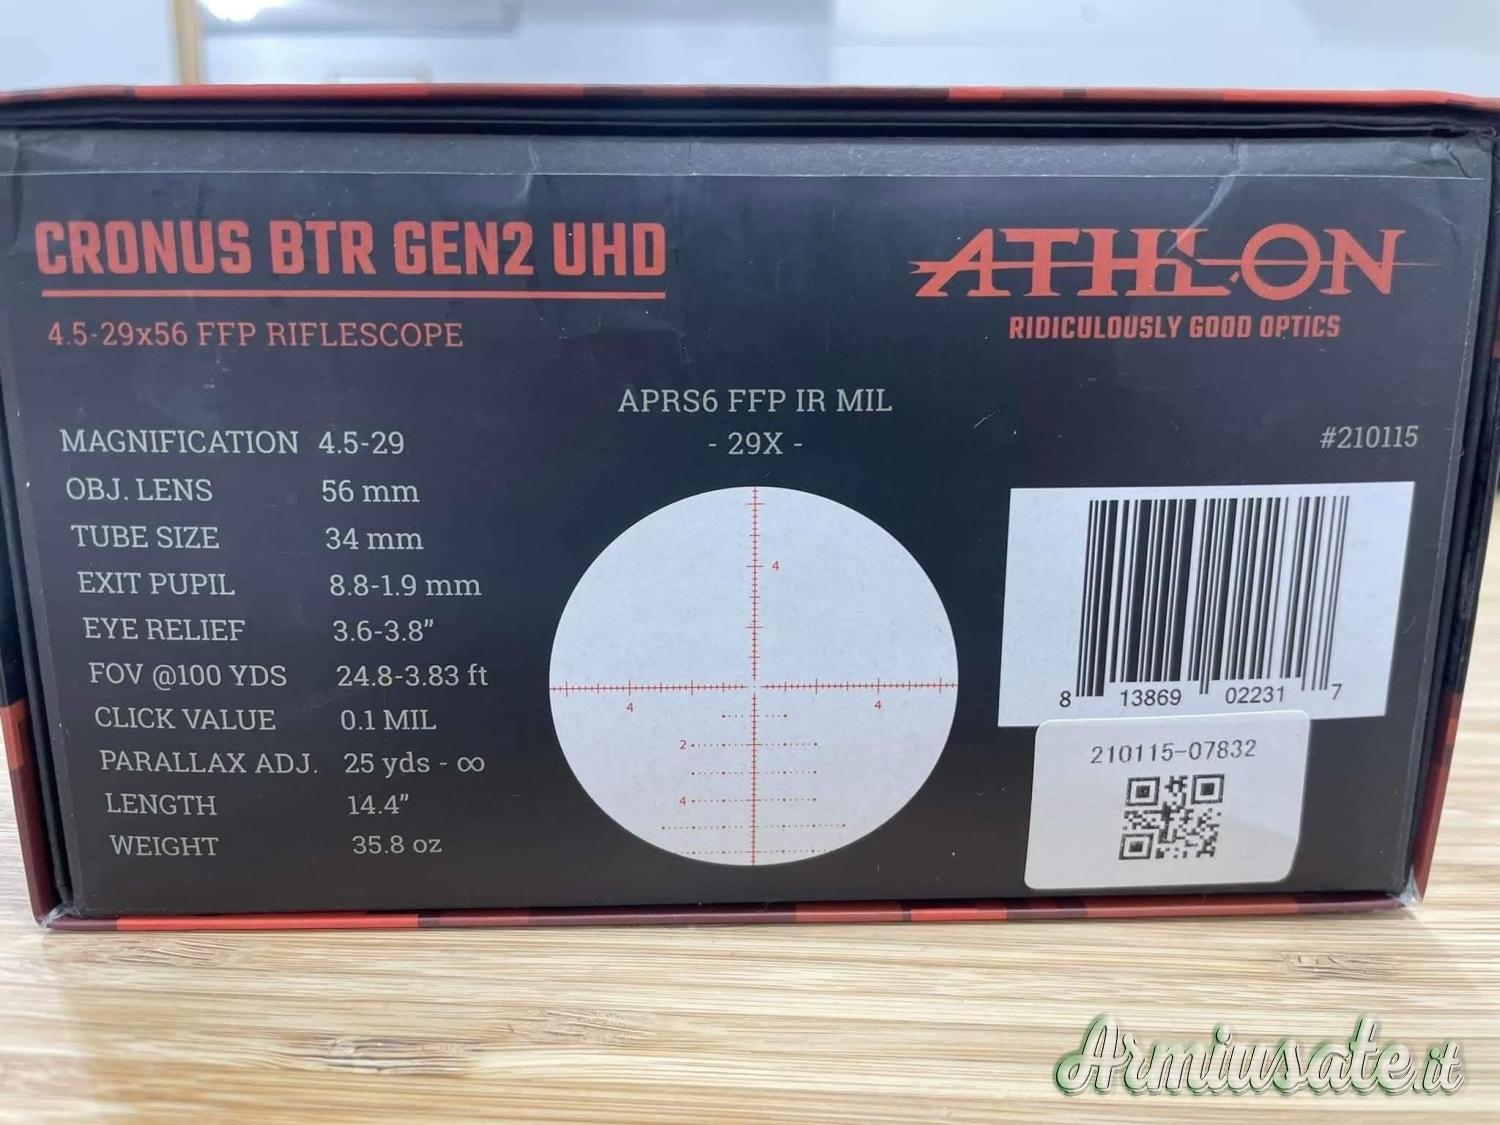 CRONUS BTR GEN2 UHD
4.5-29x56 FFP RIFLESCOPE
ATHLON
RIDICULOUSLY GOOD OPTICS
MAGNIFICATION 4.5-29
OBJ. LENS 56 mm
TUBE SIZE 34 mm
EXIT PUPIL 8.8-1.9 mm
EYE RELIEF 3.6-3.8”
FOV @100 YDS 24.8-3.83 ft
CLICK VALUE 0.1 MIL
PARALLAX ADJ. 25 yds - ∞
LENGTH 14.4”
WEIGHT 35.8 oz
APRS6 FFP IR MIL
- 29X -
4
4 4
2
4
#210115
8 13869 02231 7
210115-07832
Armiusate.it